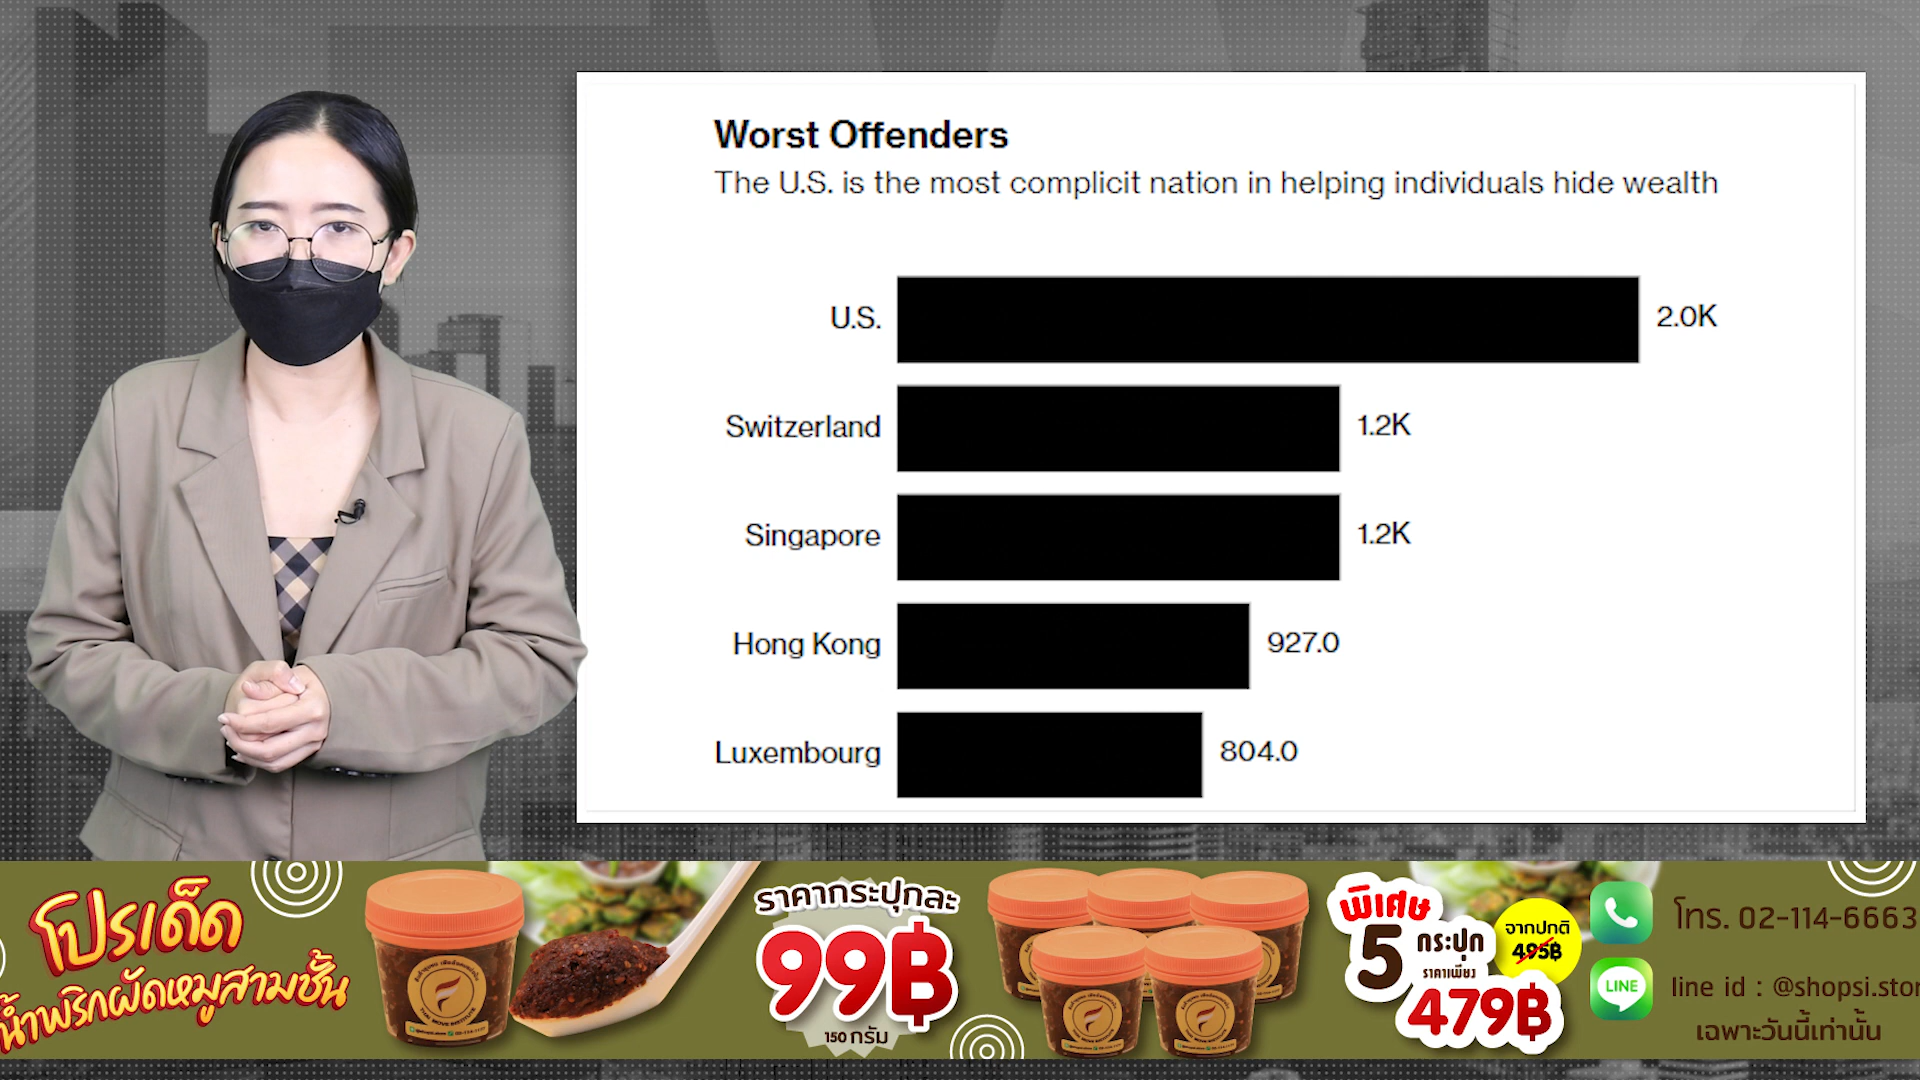 Worst Offenders
The U.S. is the most complicit nation in helping individuals hide wealth
U.S.
2.0K
Switzerland
1.2K
Singapore
1.2K
Hong Kong
927.0
Luxembourg
804.0
โปรเด็ด
น้ำพริกผัดหมูสามชั้น
ราคากระปุกละ
99฿
150 กรัม
พิเศษ
5 กระปุก
ราคาเพียง
479฿
จากปกติ
495฿
โทร. 02-114-6663
LINE
line id : @shopsi.stor
เฉพาะวันนี้เท่านั้น
THAI MOVE INSTITUTE